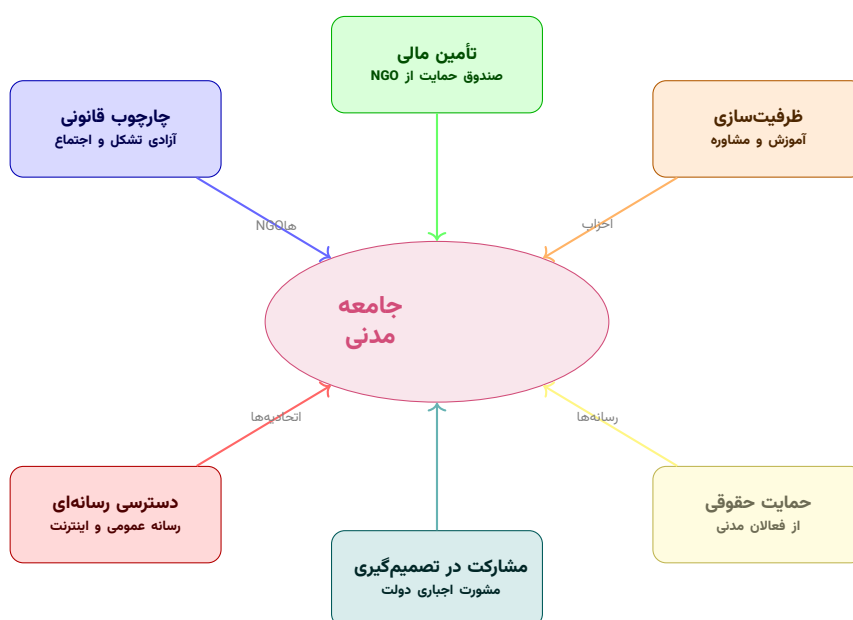 تأمین مالی
صندوق حمایت از NGO
ظرفیت‌سازی
آموزش و مشاوره
چارچوب قانونی
آزادی تشکل و اجتماع
احزاب
NGOها
جامعه
مدنی
رسانه‌ها
اتحادیه‌ها
حمایت حقوقی
از فعالان مدنی
دسترسی رسانه‌ای
رسانه عمومی و اینترنت
مشارکت در تصمیم‌گیری
مشورت اجباری دولت